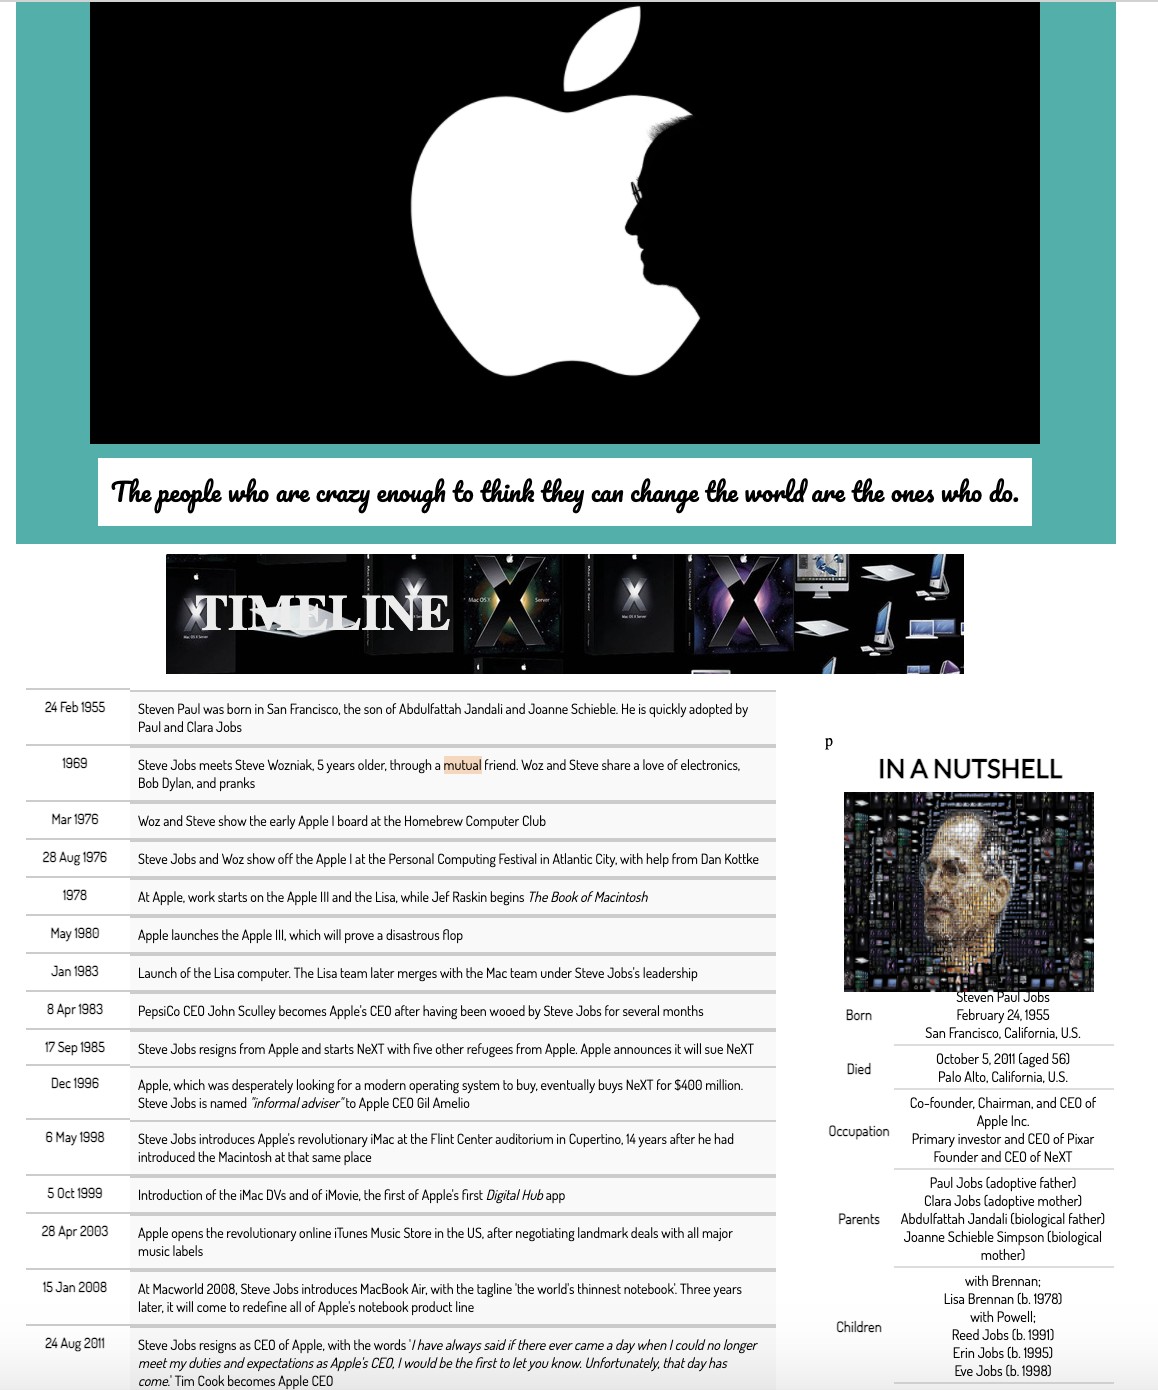 The people who are crazy enough to think they can change the world are the ones who do.
TIMELINE
Mac OS X Server
Mac OS X Server
24 Feb 1955
Steven Paul was born in San Francisco, the son of Abdulfattah Jandali and Joanne Schieble. He is quickly adopted by
Paul and Clara Jobs
1969
Steve Jobs meets Steve Wozniak, 5 years older, through a mutual friend. Woz and Steve share a love of electronics,
Bob Dylan, and pranks
Mar 1976
Woz and Steve show the early Apple I board at the Homebrew Computer Club
28 Aug 1976
Steve Jobs and Woz show off the Apple I at the Personal Computing Festival in Atlantic City, with help from Dan Kottke
1978
At Apple, work starts on the Apple III and the Lisa, while Jef Raskin begins The Book of Macintosh
May 1980
Apple launches the Apple III, which will prove a disastrous flop
Jan 1983
Launch of the Lisa computer. The Lisa team later merges with the Mac team under Steve Jobs's leadership
8 Apr 1983
PepsiCo CEO John Sculley becomes Apple's CEO after having been wooed by Steve Jobs for several months
17 Sep 1985
Steve Jobs resigns from Apple and starts NeXT with five other refugees from Apple. Apple announces it will sue NeXT
Dec 1996
Apple, which was desperately looking for a modern operating system to buy, eventually buys NeXT for $400 million.
Steve Jobs is named "informal adviser" to Apple CEO Gil Amelio
6 May 1998
Steve Jobs introduces Apple's revolutionary iMac at the Flint Center auditorium in Cupertino, 14 years after he had
introduced the Macintosh at that same place
5 Oct 1999
Introduction of the iMac DVs and of iMovie, the first of Apple's first Digital Hub app
28 Apr 2003
Apple opens the revolutionary online iTunes Music Store in the US, after negotiating landmark deals with all major
music labels
15 Jan 2008
At Macworld 2008, Steve Jobs introduces MacBook Air, with the tagline 'the world's thinnest notebook'. Three years
later, it will come to redefine all of Apple's notebook product line
24 Aug 2011
Steve Jobs resigns as CEO of Apple, with the words 'I have always said if there ever came a day when I could no longer
meet my duties and expectations as Apple's CEO, I would be the first to let you know. Unfortunately, that day has
come.' Tim Cook becomes Apple CEO
p
IN A NUTSHELL
Born
Steven Paul Jobs
February 24, 1955
San Francisco, California, U.S.
Died
October 5, 2011 (aged 56)
Palo Alto, California, U.S.
Occupation
Co-founder, Chairman, and CEO of
Apple Inc.
Primary investor and CEO of Pixar
Founder and CEO of NeXT
Parents
Paul Jobs (adoptive father)
Clara Jobs (adoptive mother)
Abdulfattah Jandali (biological father)
Joanne Schieble Simpson (biological
mother)
Children
with Brennan;
Lisa Brennan (b. 1978)
with Powell;
Reed Jobs (b. 1991)
Erin Jobs (b. 1995)
Eve Jobs (b. 1998)